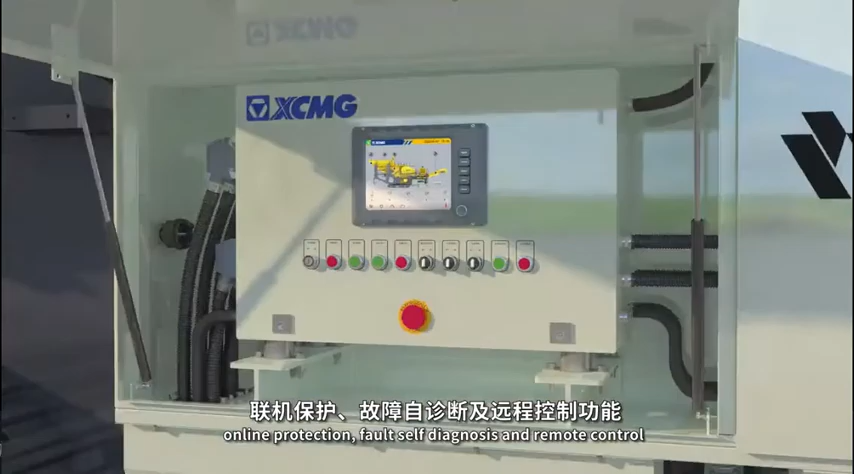 XCMG
XCMG
联机保护、故障自诊断及远程控制功能
online protection, fault self diagnosis and remote control